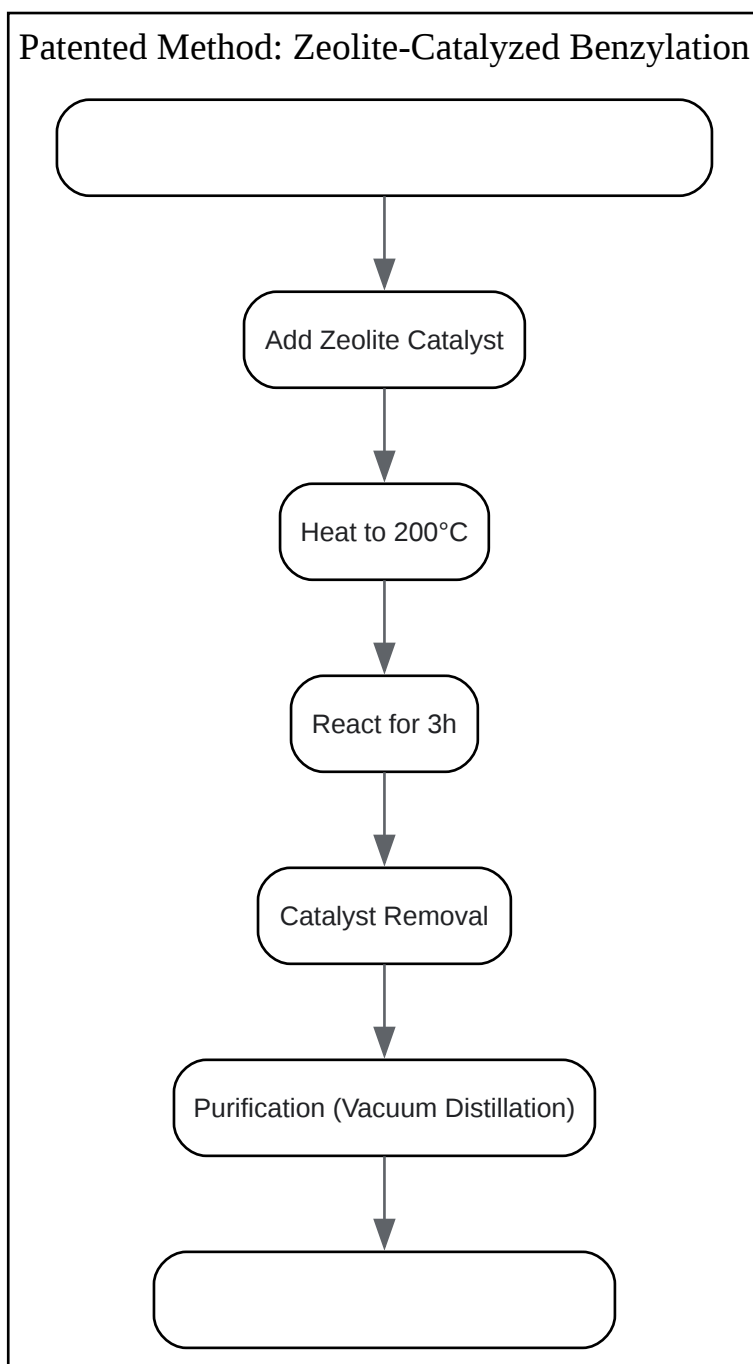 Patented Method: Zeolite-Catalyzed Benzylation
Add Zeolite Catalyst
Heat to 200°C
React for 3h
Catalyst Removal
Purification (Vacuum Distillation)